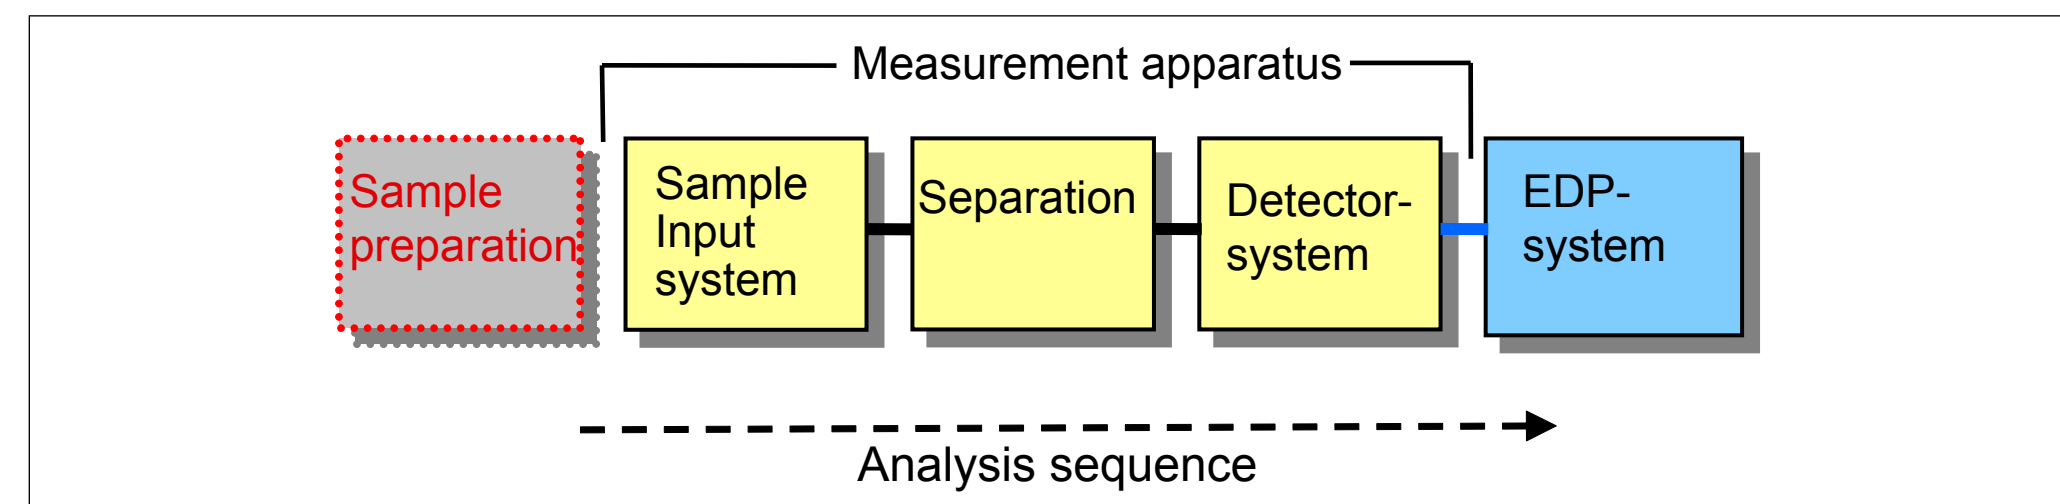 Measurement apparatus
Sample
preparation
Sample
Input
system
Separation
Detector-
system
EDP-
system
Analysis sequence